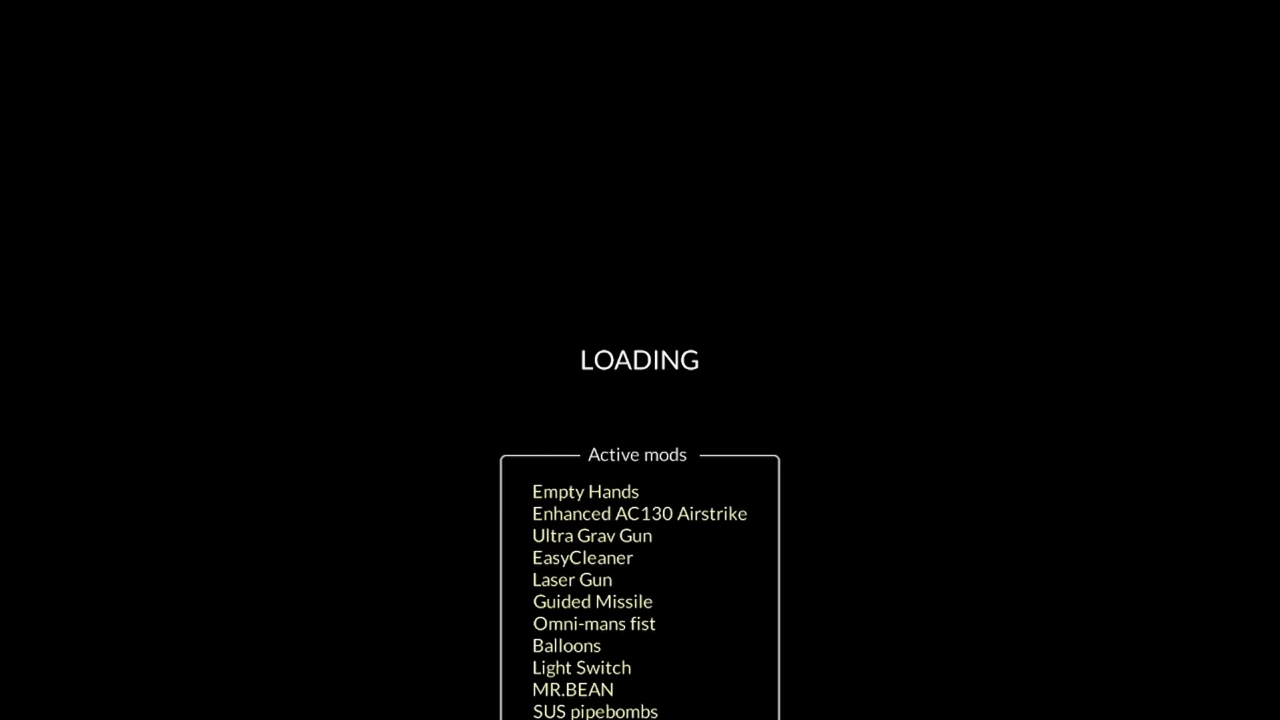 LOADING
Active mods
Empty Hands
Enhanced AC130 Airstrike
Ultra Grav Gun
EasyCleaner
Laser Gun
Guided Missile
Omni-mans fist
Balloons
Light Switch
MR.BEAN
SUS pipebombs